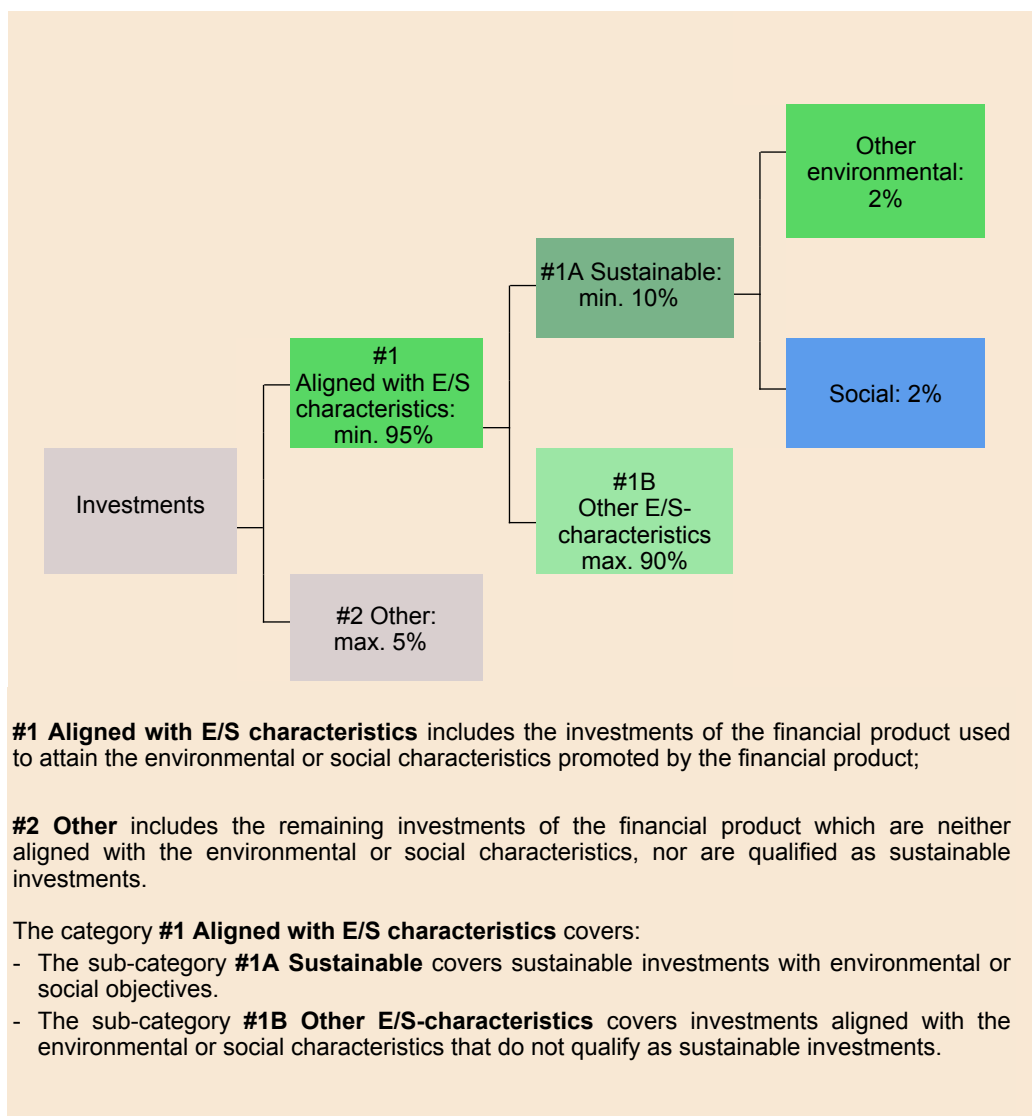 Other
environmental:
2%
#1A Sustainable:
min. 10%
#1
Aligned with E/S
characteristics:
min. 95%
Social: 2%
Investments
#1B
Other E/S-
characteristics
max. 90%
#2 Other:
max. 5%
#1 Aligned with E/S characteristics includes the investments of the financial product used
to attain the environmental or social characteristics promoted by the financial product;
#2 Other includes the remaining investments of the financial product which are neither
aligned with the environmental or social characteristics, nor are qualified as sustainable
investments.
The category #1 Aligned with E/S characteristics covers:
- The sub-category #1A Sustainable covers sustainable investments with environmental or
social objectives.
- The sub-category #1B Other E/S-characteristics covers investments aligned with the
environmental or social characteristics that do not qualify as sustainable investments.